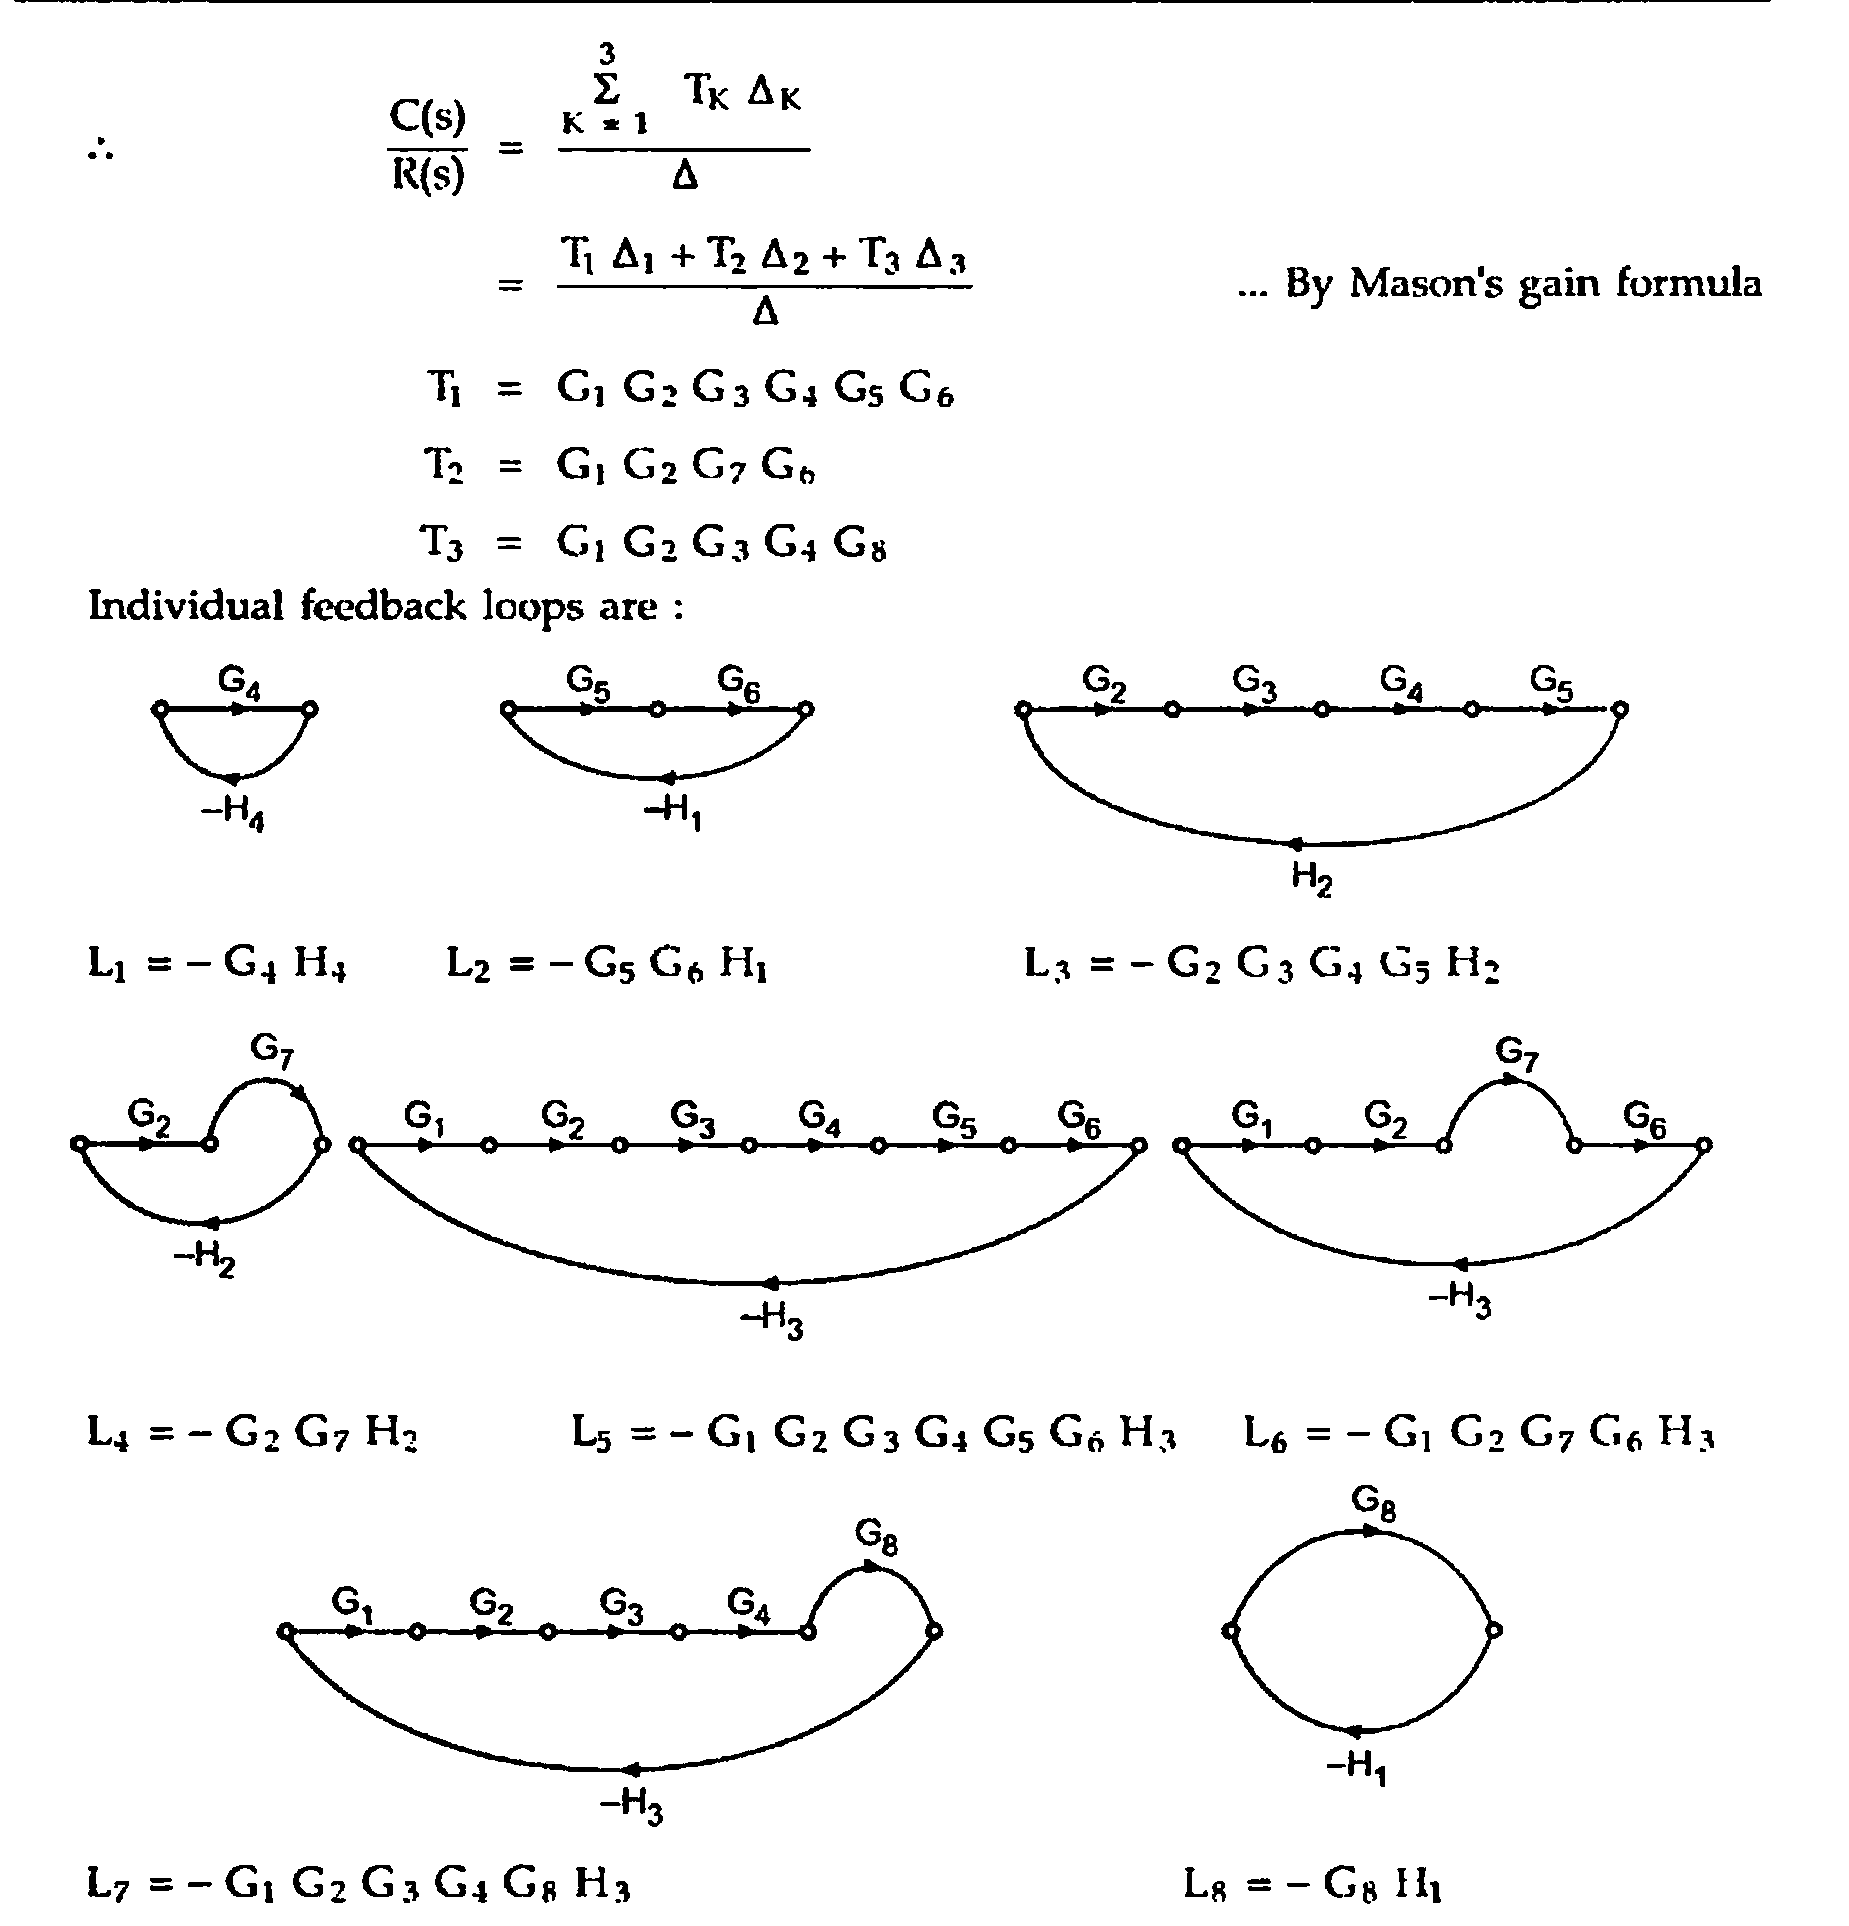 ∴ C(s)/R(s) = 3 Σ K = 1 T_K Δ_K / Δ
= T₁ Δ₁ + T₂ Δ₂ + T₃ Δ₃ / Δ ... By Mason's gain formula
T₁ = G₁ G₂ G₃ G₄ G₅ G₆
T₂ = G₁ G₂ G₇ G₆
T₃ = G₁ G₂ G₃ G₄ G₈
Individual feedback loops are :
G₄ G₅ G₆ G₂ G₃ G₄ G₅
–H₄ –H₁ H₂
L₁ = – G₄ H₄ L₂ = – G₅ G₆ H₁ L₃ = – G₂ G₃ G₄ G₅ H₂
G₇ G₇
G₂ G₁ G₂ G₃ G₄ G₅ G₆ G₁ G₂ G₆
–H₂ –H₃ –H₃
L₄ = – G₂ G₇ H₂ L₅ = – G₁ G₂ G₃ G₄ G₅ G₆ H₃ L₆ = – G₁ G₂ G₇ G₆ H₃
G₈ G₈
G₁ G₂ G₃ G₄
–H₃ –H₁
L₇ = – G₁ G₂ G₃ G₄ G₈ H₃ L₈ = – G₈ H₁